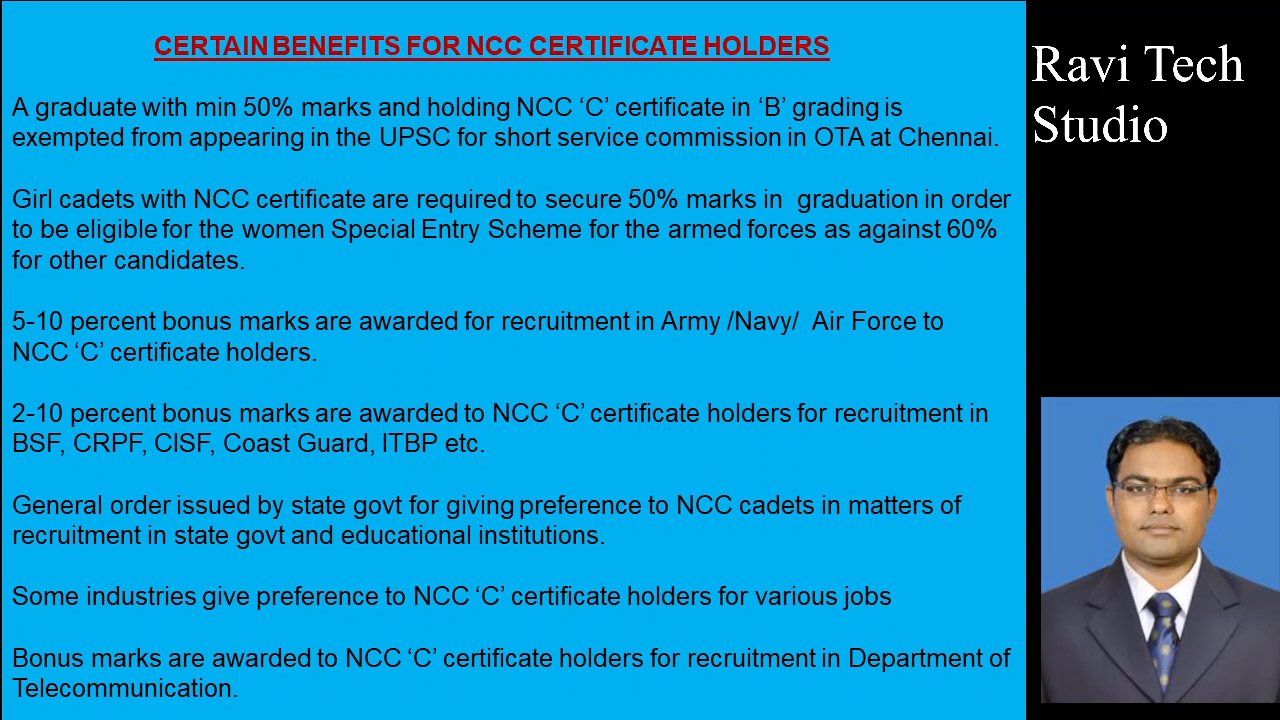 CERTAIN BENEFITS FOR NCC CERTIFICATE HOLDERS
A graduate with min 50% marks and holding NCC ‘C’ certificate in ‘B’ grading is
exempted from appearing in the UPSC for short service commission in OTA at Chennai.
Girl cadets with NCC certificate are required to secure 50% marks in  graduation in order
to be eligible for the women Special Entry Scheme for the armed forces as against 60%
for other candidates.
5-10 percent bonus marks are awarded for recruitment in Army /Navy/  Air Force to
NCC ‘C’ certificate holders.
2-10 percent bonus marks are awarded to NCC ‘C’ certificate holders for recruitment in
BSF, CRPF, CISF, Coast Guard, ITBP etc.
General order issued by state govt for giving preference to NCC cadets in matters of
recruitment in state govt and educational institutions.
Some industries give preference to NCC ‘C’ certificate holders for various jobs
Bonus marks are awarded to NCC ‘C’ certificate holders for recruitment in Department of
Telecommunication.
Ravi Tech
Studio